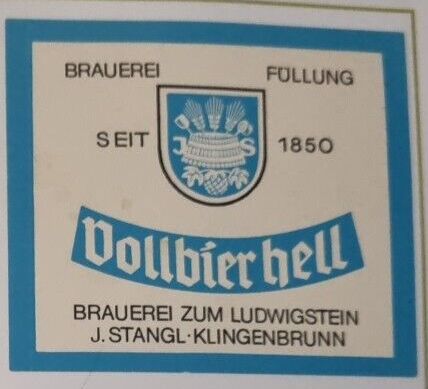 BRAUEREI FÜLLUNG
SEIT 1850
J S
Vollbier hell
BRAUEREI ZUM LUDWIGSTEIN
J. STANGL·KLINGENBRUNN